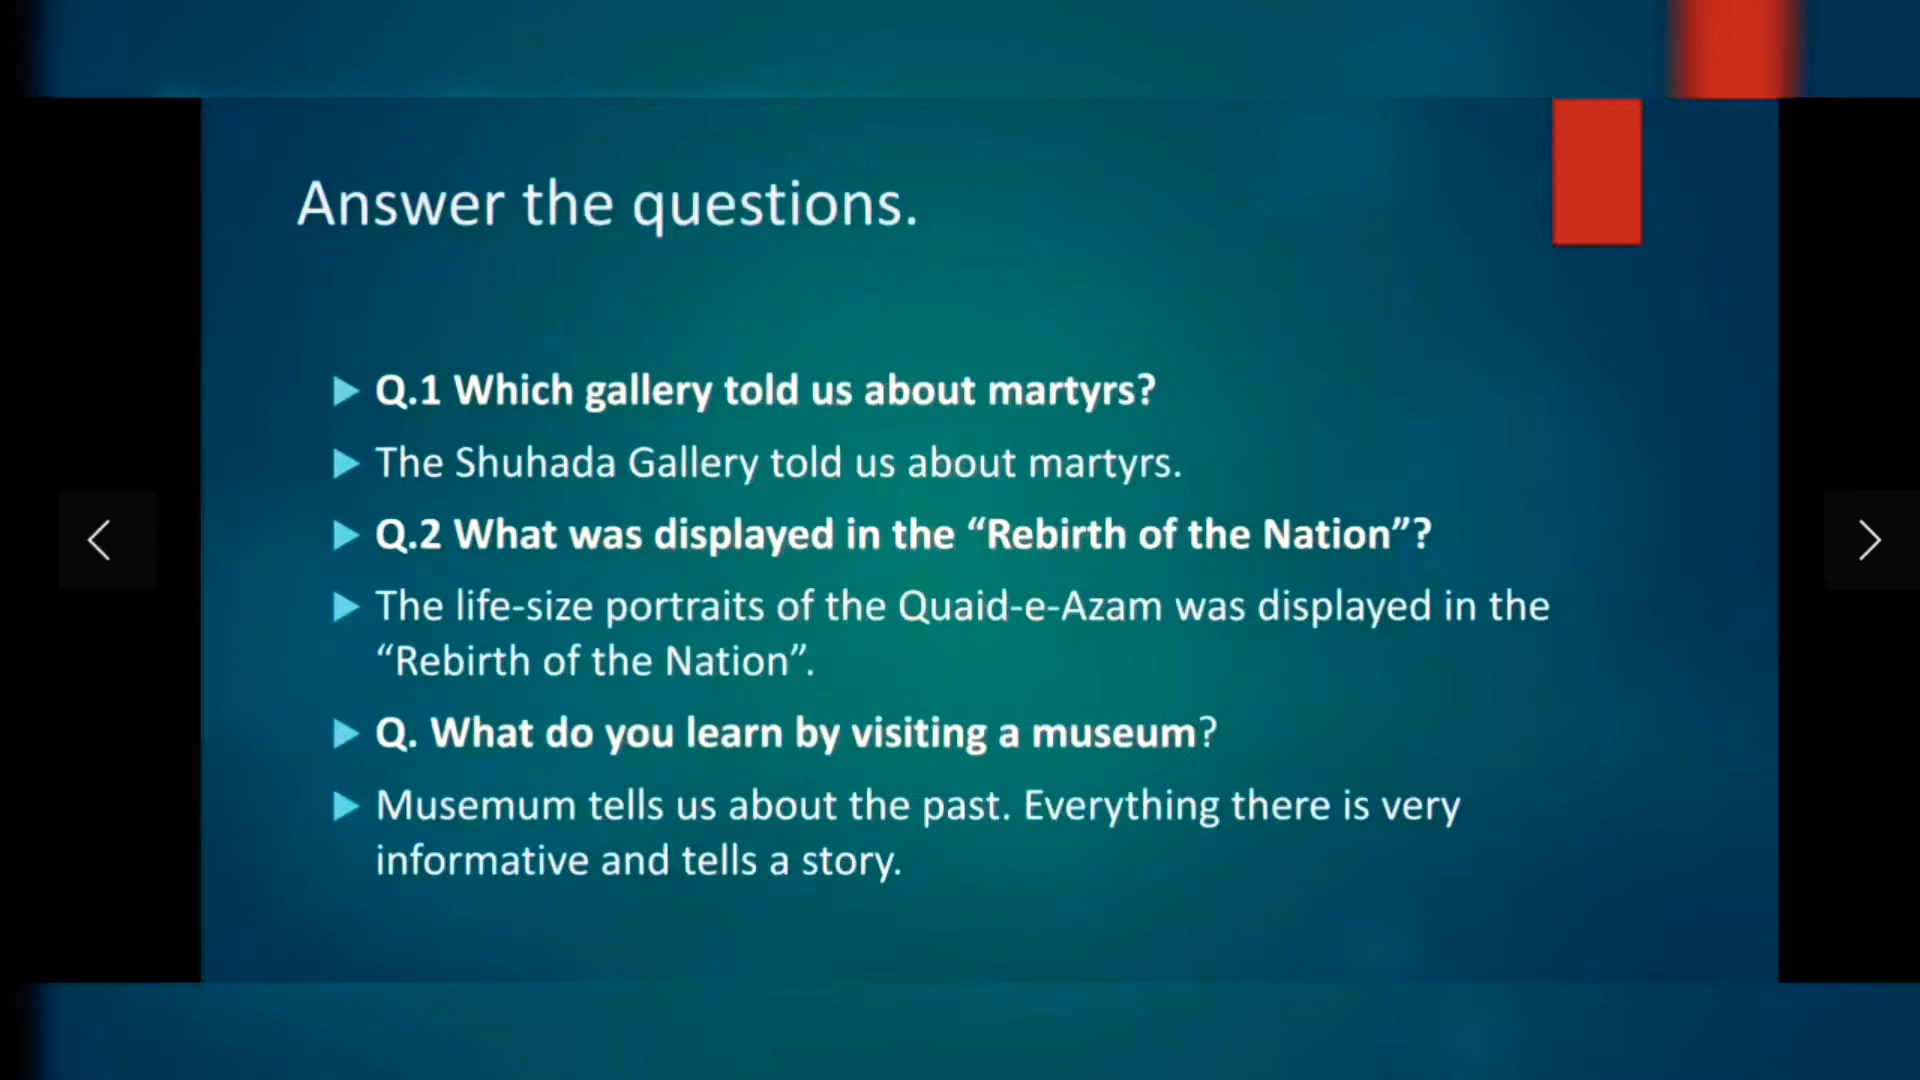 Answer the questions.
Q.1 Which gallery told us about martyrs?
The Shuhada Gallery told us about martyrs.
Q.2 What was displayed in the “Rebirth of the Nation”?
The life-size portraits of the Quaid-e-Azam was displayed in the
“Rebirth of the Nation”.
Q. What do you learn by visiting a museum?
Musemum tells us about the past. Everything there is very
informative and tells a story.